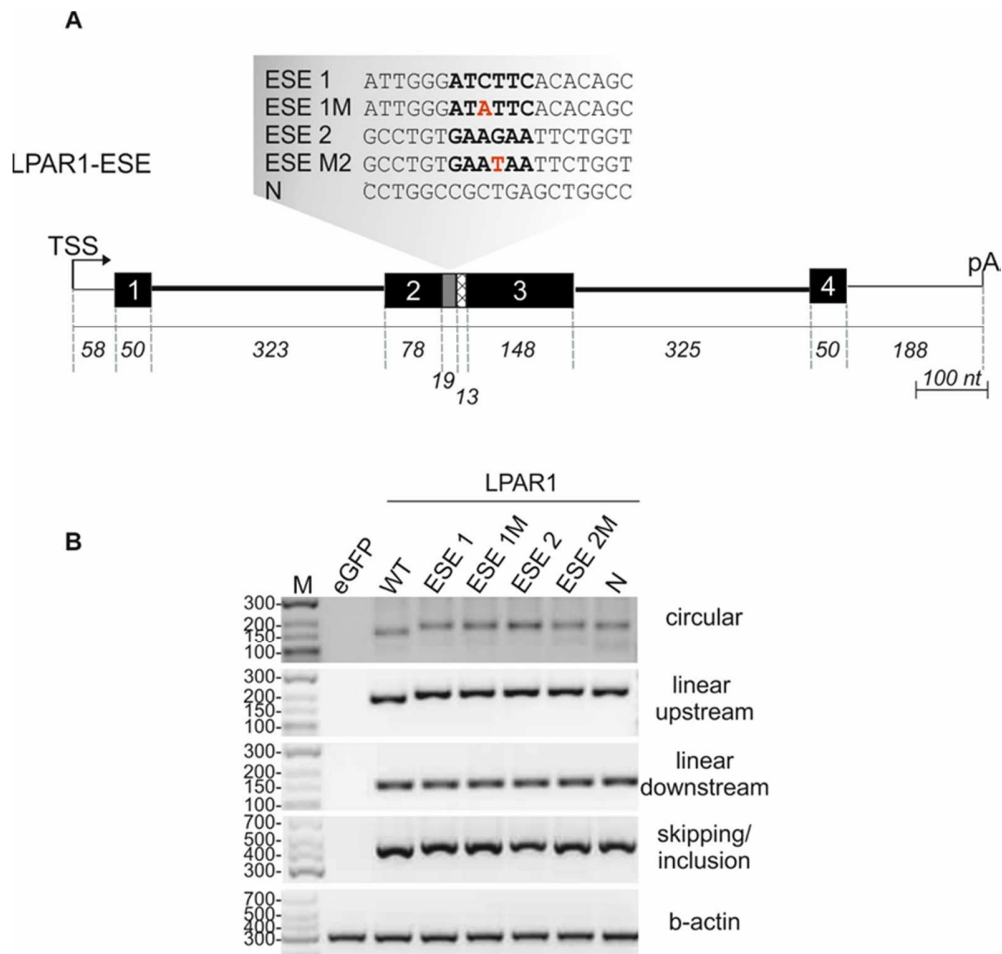 A
ESE 1 ATTGGGATCTTCACACAGC
ESE 1M ATTGGGATATTCACACAGC
ESE 2 GCCTGTGAAGAATTCTGGT
ESE M2 GCCTGTGAATAATTCTGGT
LPAR1-ESE
N CCTGGCCGCTGAGCTGGCC
TSS
pA
1 2 3 4
58 50 323 78 148 325 50 188
19
13
100 nt
LPAR1
B
M eGFP WT ESE 1 ESE 1M ESE 2 ESE 2M N
300-
200-
150-
100-
circular
300-
200-
150-
100-
linear
upstream
300-
200-
150-
100-
linear
downstream
700-
500-
400-
300-
skipping/
inclusion
700-
500-
400-
300-
b-actin